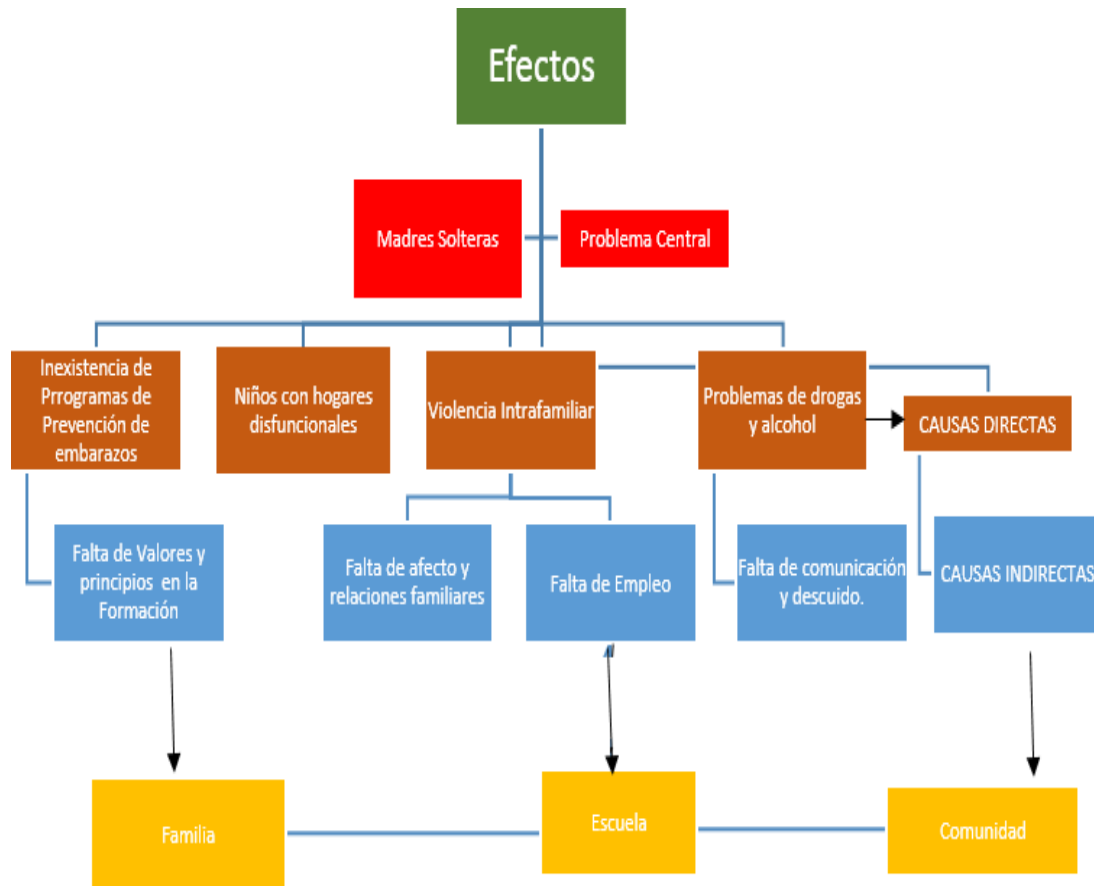 Efectos
Madres Solteras
Problema Central
Inexistencia de
Prrogramas de
Prevención de
embarazos
Niños con hogares
disfuncionales
Violencia Intrafamiliar
Problemas de drogas
y alcohol
CAUSAS DIRECTAS
Falta de Valores y
principios en la
Formación
Falta de afecto y
relaciones familiares
Falta de Empleo
Falta de comunicación
y descuido.
CAUSAS INDIRECTAS
Familia
Escuela
Comunidad